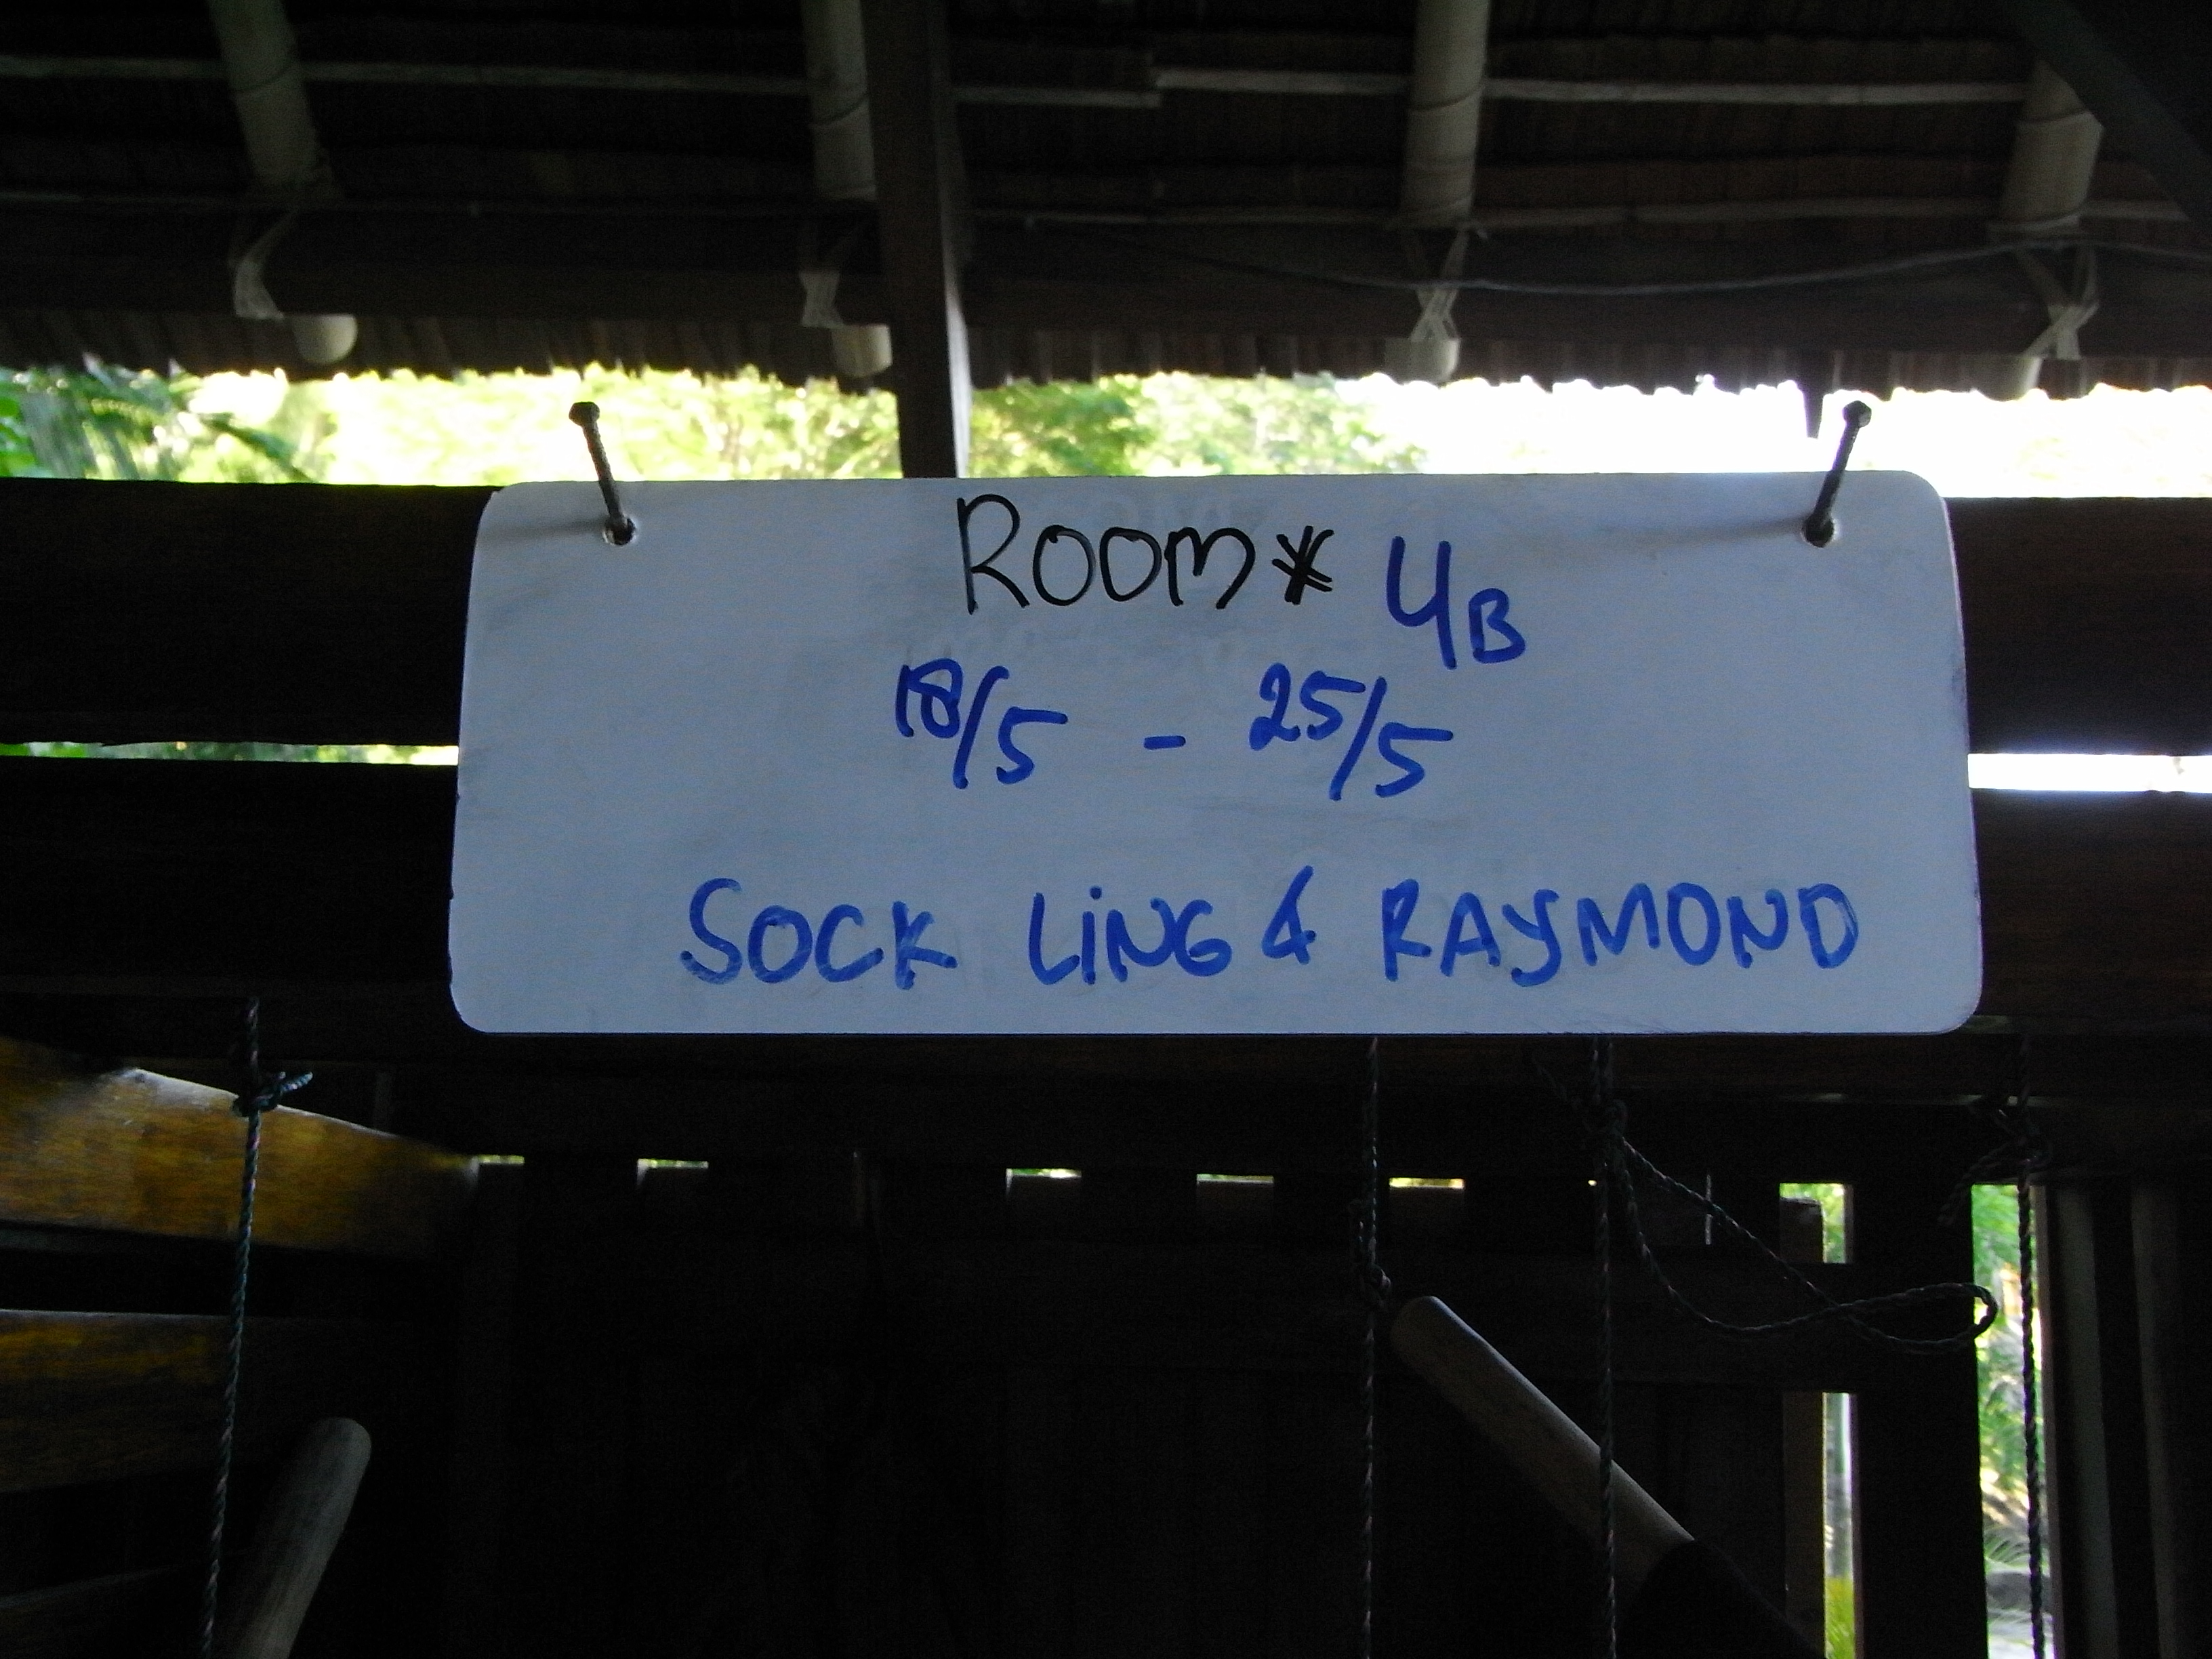 ROOM* 4B
18/5 - 25/5
SOCK LiNG & RAYMOND